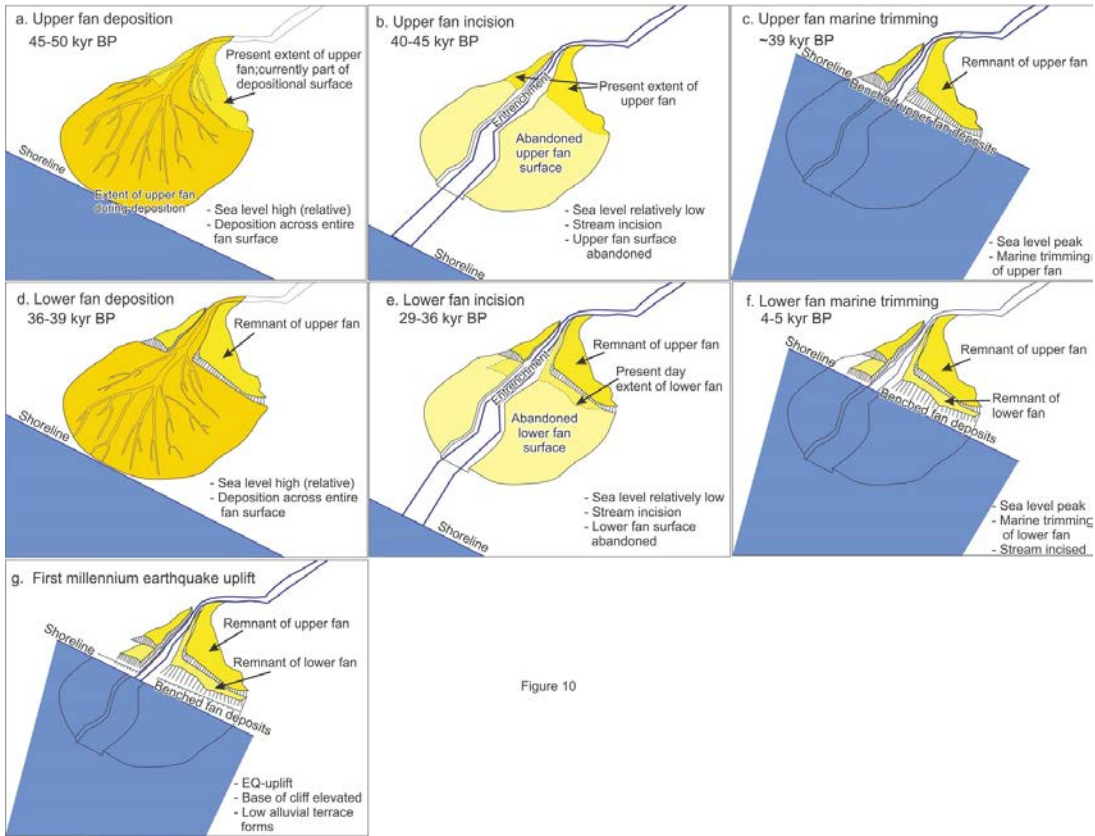 a. Upper fan deposition
45-50 kyr BP
Present extent of upper
fan;currently part of
depositional surface
Shoreline
Extent of upper fan
during deposition
- Sea level high (relative)
- Deposition across entire
fan surface
b. Upper fan incision
40-45 kyr BP
Present extent of
upper fan
Entrenchment
Abandoned
upper fan
surface
- Sea level relatively low
- Stream incision
- Upper fan surface
abandoned
Shoreline
c. Upper fan marine trimming
~39 kyr BP
Shoreline
Remnant of upper fan
Benched upper fan deposits
- Sea level peak
- Marine trimming
of upper fan
d. Lower fan deposition
36-39 kyr BP
Remnant of upper fan
Shoreline
- Sea level high (relative)
- Deposition across entire
fan surface
e. Lower fan incision
29-36 kyr BP
Remnant of upper fan
Entrenchment
Present day
extent of lower fan
Abandoned
lower fan
surface
- Sea level relatively low
- Stream incision
- Lower fan surface
abandoned
Shoreline
f. Lower fan marine trimming
4-5 kyr BP
Shoreline
Remnant of upper fan
Remnant of
lower fan
Benched fan deposits
- Sea level peak
- Marine trimming
of lower fan
- Stream incised
g. First millennium earthquake uplift
Remnant of upper fan
Shoreline
Remnant of lower fan
Benched fan deposits
- EQ-uplift
- Base of cliff elevated
- Low alluvial terrace
forms
Figure 10